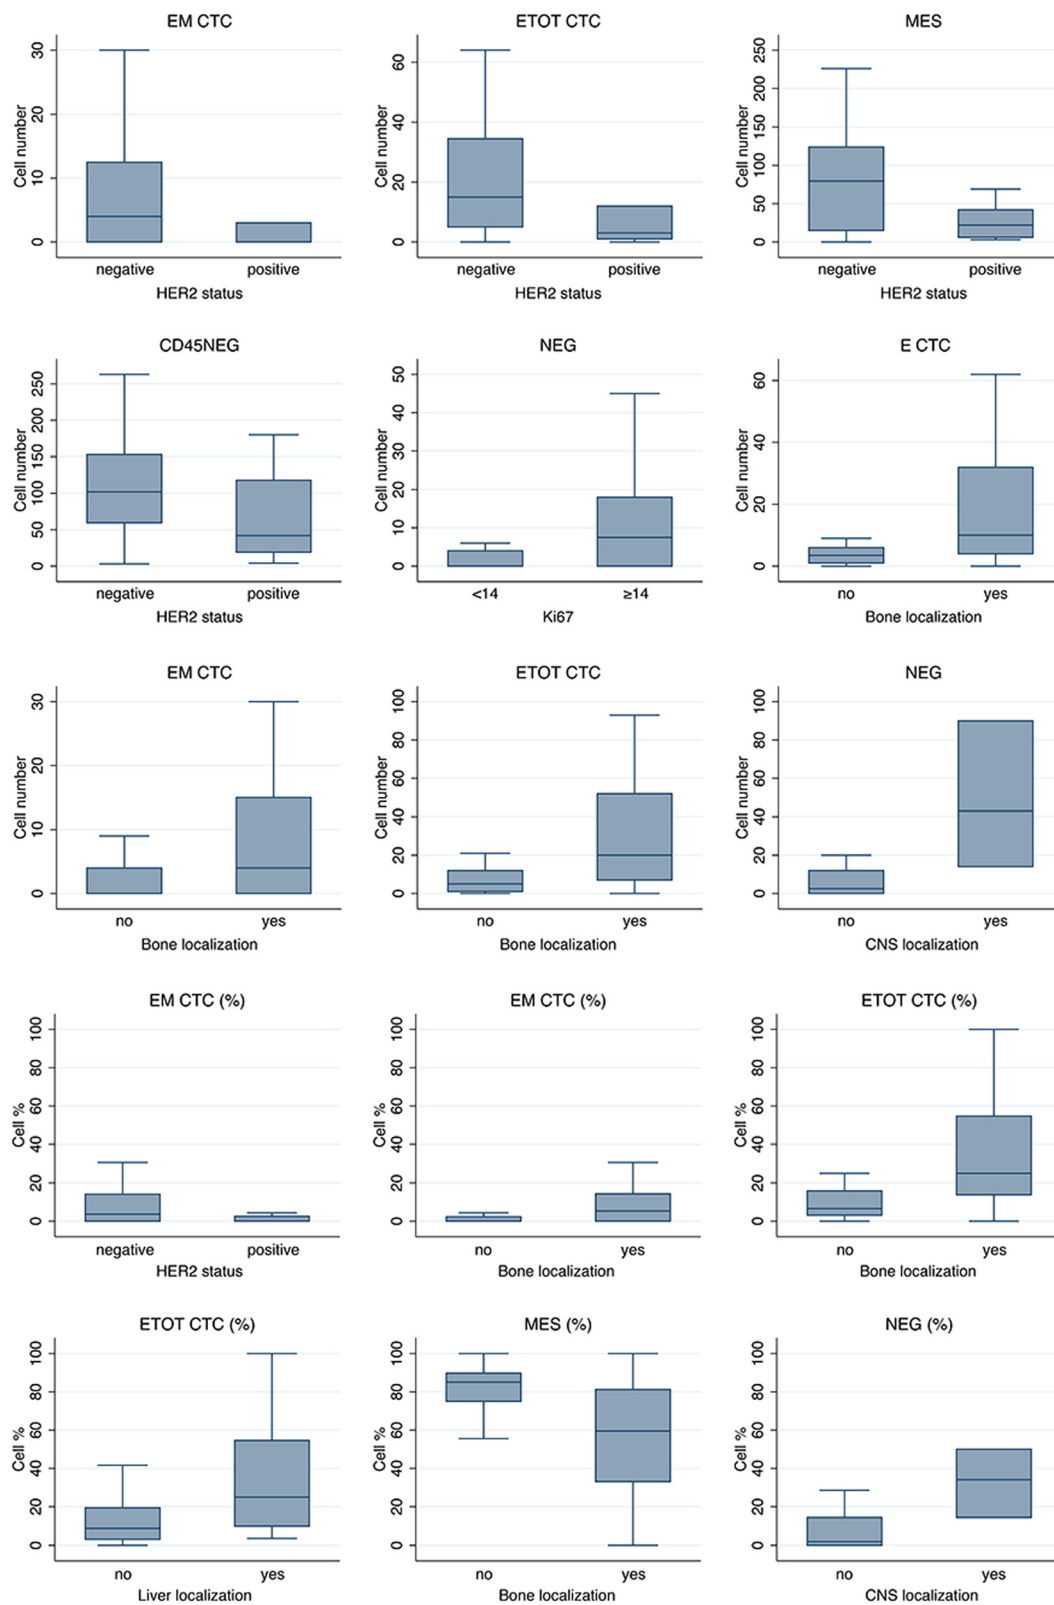 EM CTC
Cell number
30
20
10
0
negative positive
HER2 status
ETOT CTC
Cell number
60
40
20
0
negative positive
HER2 status
MES
Cell number
250
200
150
100
50
0
negative positive
HER2 status
CD45NEG
Cell number
250
200
150
100
50
0
negative positive
HER2 status
NEG
Cell number
50
40
30
20
10
0
<14 ≥14
Ki67
E CTC
Cell number
60
40
20
0
no yes
Bone localization
EM CTC
Cell number
30
20
10
0
no yes
Bone localization
ETOT CTC
Cell number
100
80
60
40
20
0
no yes
Bone localization
NEG
Cell number
100
80
60
40
20
0
no yes
CNS localization
EM CTC (%)
Cell %
100
80
60
40
20
0
negative positive
HER2 status
EM CTC (%)
Cell %
100
80
60
40
20
0
no yes
Bone localization
ETOT CTC (%)
Cell %
100
80
60
40
20
0
no yes
Bone localization
ETOT CTC (%)
Cell %
100
80
60
40
20
0
no yes
Liver localization
MES (%)
Cell %
100
80
60
40
20
0
no yes
Bone localization
NEG (%)
Cell %
100
80
60
40
20
0
no yes
CNS localization